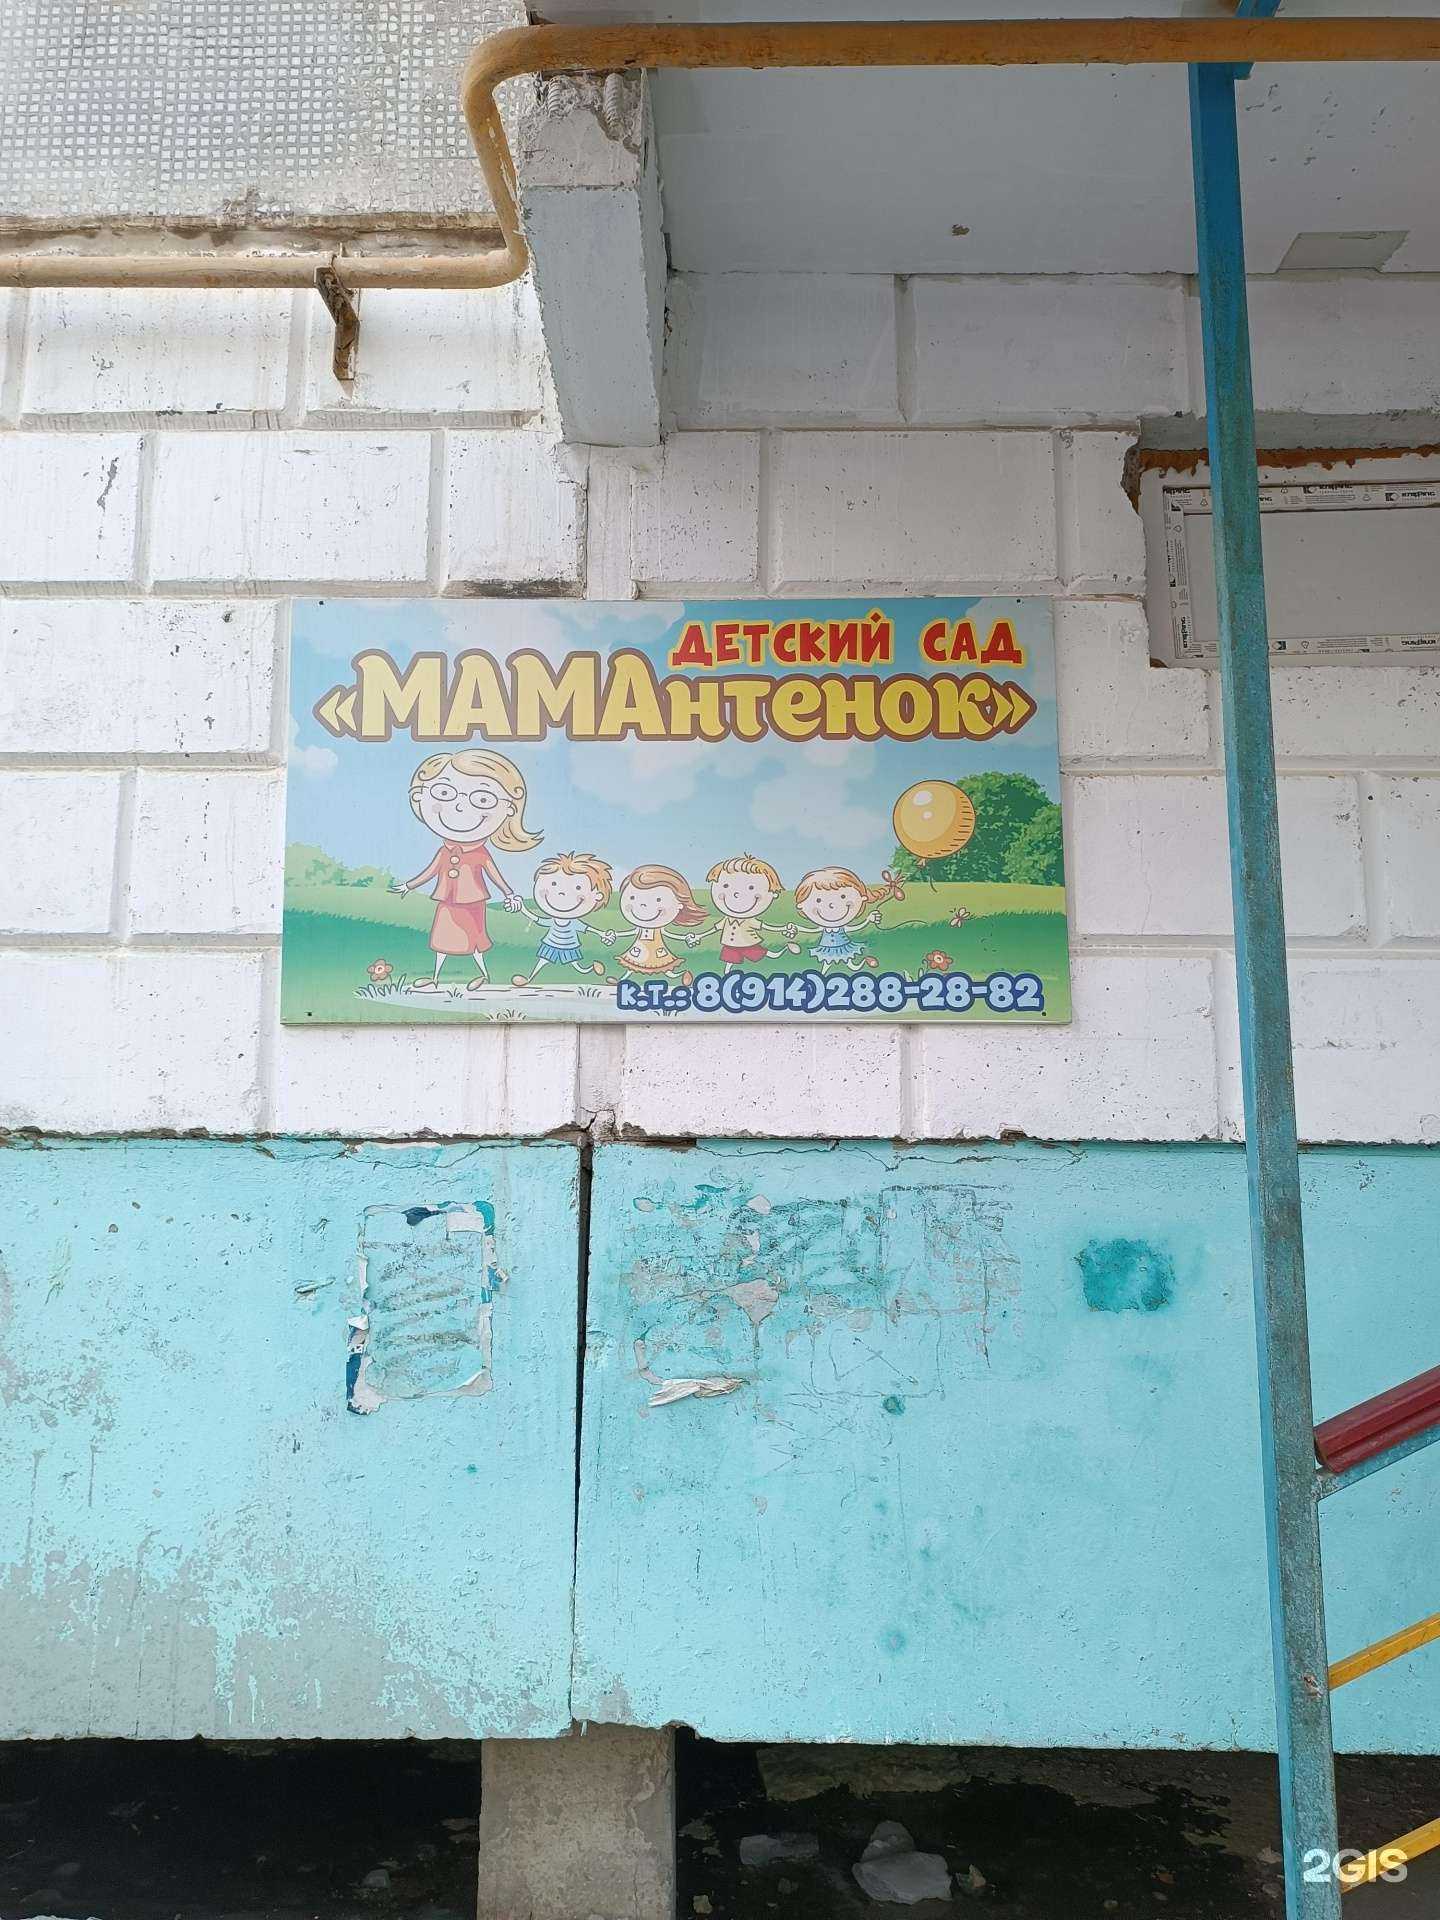 ДЕТСКИЙ САД
«МАМАнтенок»
к.т.: 8(914)288-28-82
2GIS